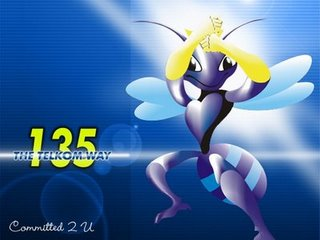 135
THE TELKOM.WAY
Committed 2 U